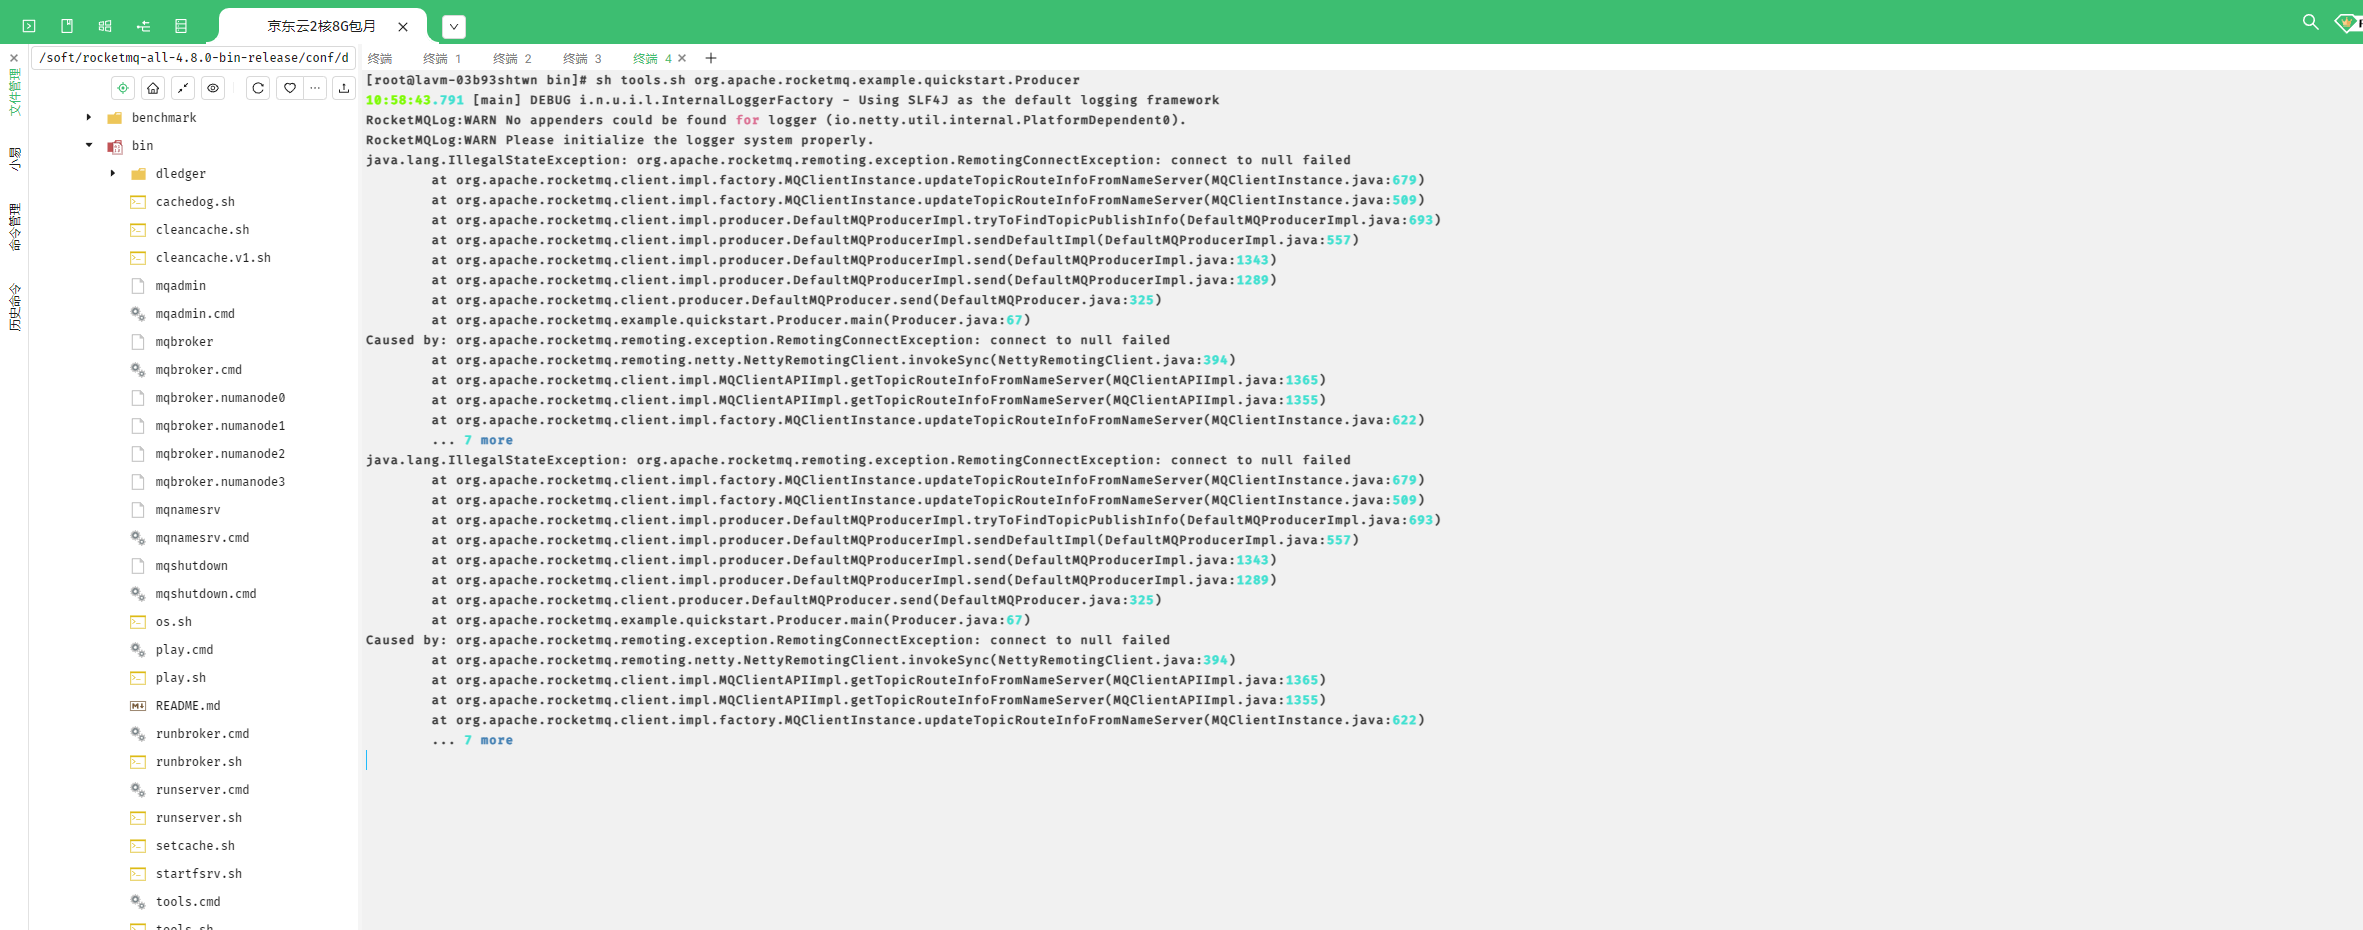 京东云2核8G包月
/soft/rocketmq-all-4.8.0-bin-release/conf/d
文件管理
小易
命令管理
历史命令
benchmark
bin
dledger
cachedog.sh
cleancache.sh
cleancache.v1.sh
mqadmin
mqadmin.cmd
mqbroker
mqbroker.cmd
mqbroker.numanode0
mqbroker.numanode1
mqbroker.numanode2
mqbroker.numanode3
mqnamesrv
mqnamesrv.cmd
mqshutdown
mqshutdown.cmd
os.sh
play.cmd
play.sh
README.md
runbroker.cmd
runbroker.sh
runserver.cmd
runserver.sh
setcache.sh
startfsrv.sh
tools.cmd
tools.sh
终端 终端 1 终端 2 终端 3 终端 4
[root@lavm-03b93shtwn bin]# sh tools.sh org.apache.rocketmq.example.quickstart.Producer
10:58:43.791 [main] DEBUG i.n.u.i.l.InternalLoggerFactory - Using SLF4J as the default logging framework
RocketMQLog:WARN No appenders could be found for logger (io.netty.util.internal.PlatformDependent0).
RocketMQLog:WARN Please initialize the logger system properly.
java.lang.IllegalStateException: org.apache.rocketmq.remoting.exception.RemotingConnectException: connect to null failed
at org.apache.rocketmq.client.impl.factory.MQClientInstance.updateTopicRouteInfoFromNameServer(MQClientInstance.java:679)
at org.apache.rocketmq.client.impl.factory.MQClientInstance.updateTopicRouteInfoFromNameServer(MQClientInstance.java:509)
at org.apache.rocketmq.client.impl.producer.DefaultMQProducerImpl.tryToFindTopicPublishInfo(DefaultMQProducerImpl.java:693)
at org.apache.rocketmq.client.impl.producer.DefaultMQProducerImpl.sendDefaultImpl(DefaultMQProducerImpl.java:557)
at org.apache.rocketmq.client.impl.producer.DefaultMQProducerImpl.send(DefaultMQProducerImpl.java:1343)
at org.apache.rocketmq.client.impl.producer.DefaultMQProducerImpl.send(DefaultMQProducerImpl.java:1289)
at org.apache.rocketmq.client.producer.DefaultMQProducer.send(DefaultMQProducer.java:325)
at org.apache.rocketmq.example.quickstart.Producer.main(Producer.java:67)
Caused by: org.apache.rocketmq.remoting.exception.RemotingConnectException: connect to null failed
at org.apache.rocketmq.remoting.netty.NettyRemotingClient.invokeSync(NettyRemotingClient.java:394)
at org.apache.rocketmq.client.impl.MQClientAPIImpl.getTopicRouteInfoFromNameServer(MQClientAPIImpl.java:1365)
at org.apache.rocketmq.client.impl.MQClientAPIImpl.getTopicRouteInfoFromNameServer(MQClientAPIImpl.java:1355)
at org.apache.rocketmq.client.impl.factory.MQClientInstance.updateTopicRouteInfoFromNameServer(MQClientInstance.java:622)
... 7 more
java.lang.IllegalStateException: org.apache.rocketmq.remoting.exception.RemotingConnectException: connect to null failed
at org.apache.rocketmq.client.impl.factory.MQClientInstance.updateTopicRouteInfoFromNameServer(MQClientInstance.java:679)
at org.apache.rocketmq.client.impl.factory.MQClientInstance.updateTopicRouteInfoFromNameServer(MQClientInstance.java:509)
at org.apache.rocketmq.client.impl.producer.DefaultMQProducerImpl.tryToFindTopicPublishInfo(DefaultMQProducerImpl.java:693)
at org.apache.rocketmq.client.impl.producer.DefaultMQProducerImpl.sendDefaultImpl(DefaultMQProducerImpl.java:557)
at org.apache.rocketmq.client.impl.producer.DefaultMQProducerImpl.send(DefaultMQProducerImpl.java:1343)
at org.apache.rocketmq.client.impl.producer.DefaultMQProducerImpl.send(DefaultMQProducerImpl.java:1289)
at org.apache.rocketmq.client.producer.DefaultMQProducer.send(DefaultMQProducer.java:325)
at org.apache.rocketmq.example.quickstart.Producer.main(Producer.java:67)
Caused by: org.apache.rocketmq.remoting.exception.RemotingConnectException: connect to null failed
at org.apache.rocketmq.remoting.netty.NettyRemotingClient.invokeSync(NettyRemotingClient.java:394)
at org.apache.rocketmq.client.impl.MQClientAPIImpl.getTopicRouteInfoFromNameServer(MQClientAPIImpl.java:1365)
at org.apache.rocketmq.client.impl.MQClientAPIImpl.getTopicRouteInfoFromNameServer(MQClientAPIImpl.java:1355)
at org.apache.rocketmq.client.impl.factory.MQClientInstance.updateTopicRouteInfoFromNameServer(MQClientInstance.java:622)
... 7 more